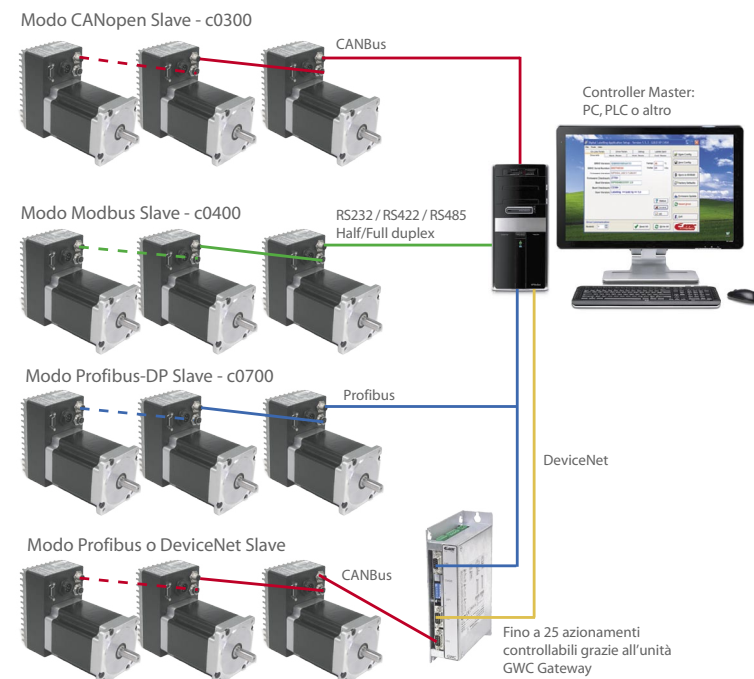 Modo CANopen Slave - c0300
CANBus
Controller Master:
PC, PLC o altro
Modo Modbus Slave - c0400
RS232 / RS422 / RS485
Half/Full duplex
Modo Profibus-DP Slave - c0700
Profibus
DeviceNet
Modo Profibus o DeviceNet Slave
CANBus
Fino a 25 azionamenti
controllabili grazie all’unità
GWC Gateway